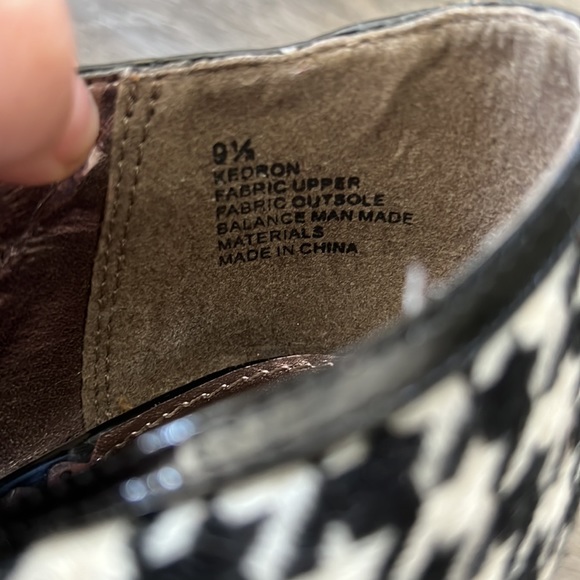 9½
KEDRON
FABRIC UPPER
FABRIC OUTSOLE
BALANCE MAN MADE
MATERIALS
MADE IN CHINA